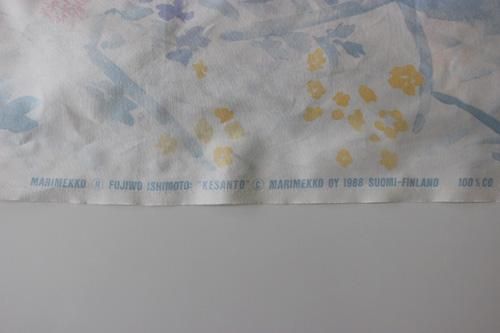 MARIMEKKO ® FUJIWO ISHIMOTO: "KESANTO" © MARIMEKKO OY 1988 SUOMI-FINLAND 100% CO